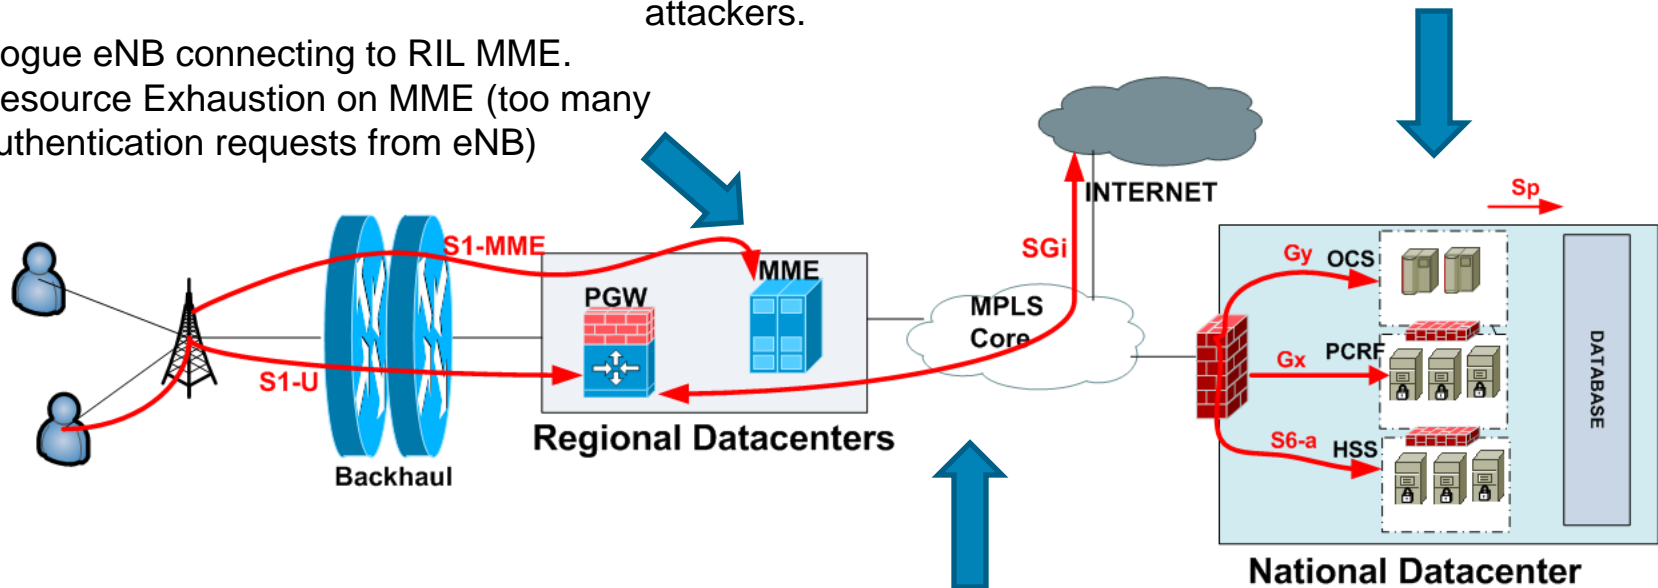 attackers.
ogue eNB connecting to RIL MME.
esource Exhaustion on MME (too many
uthentication requests from eNB)
INTERNET
Sp
S1-MME
SGi
Gy OCS
MME
PGW
MPLS
Core
Gx PCRF
S1-U
DATABASE
S6-a HSS
Regional Datacenters
Backhaul
National Datacenter